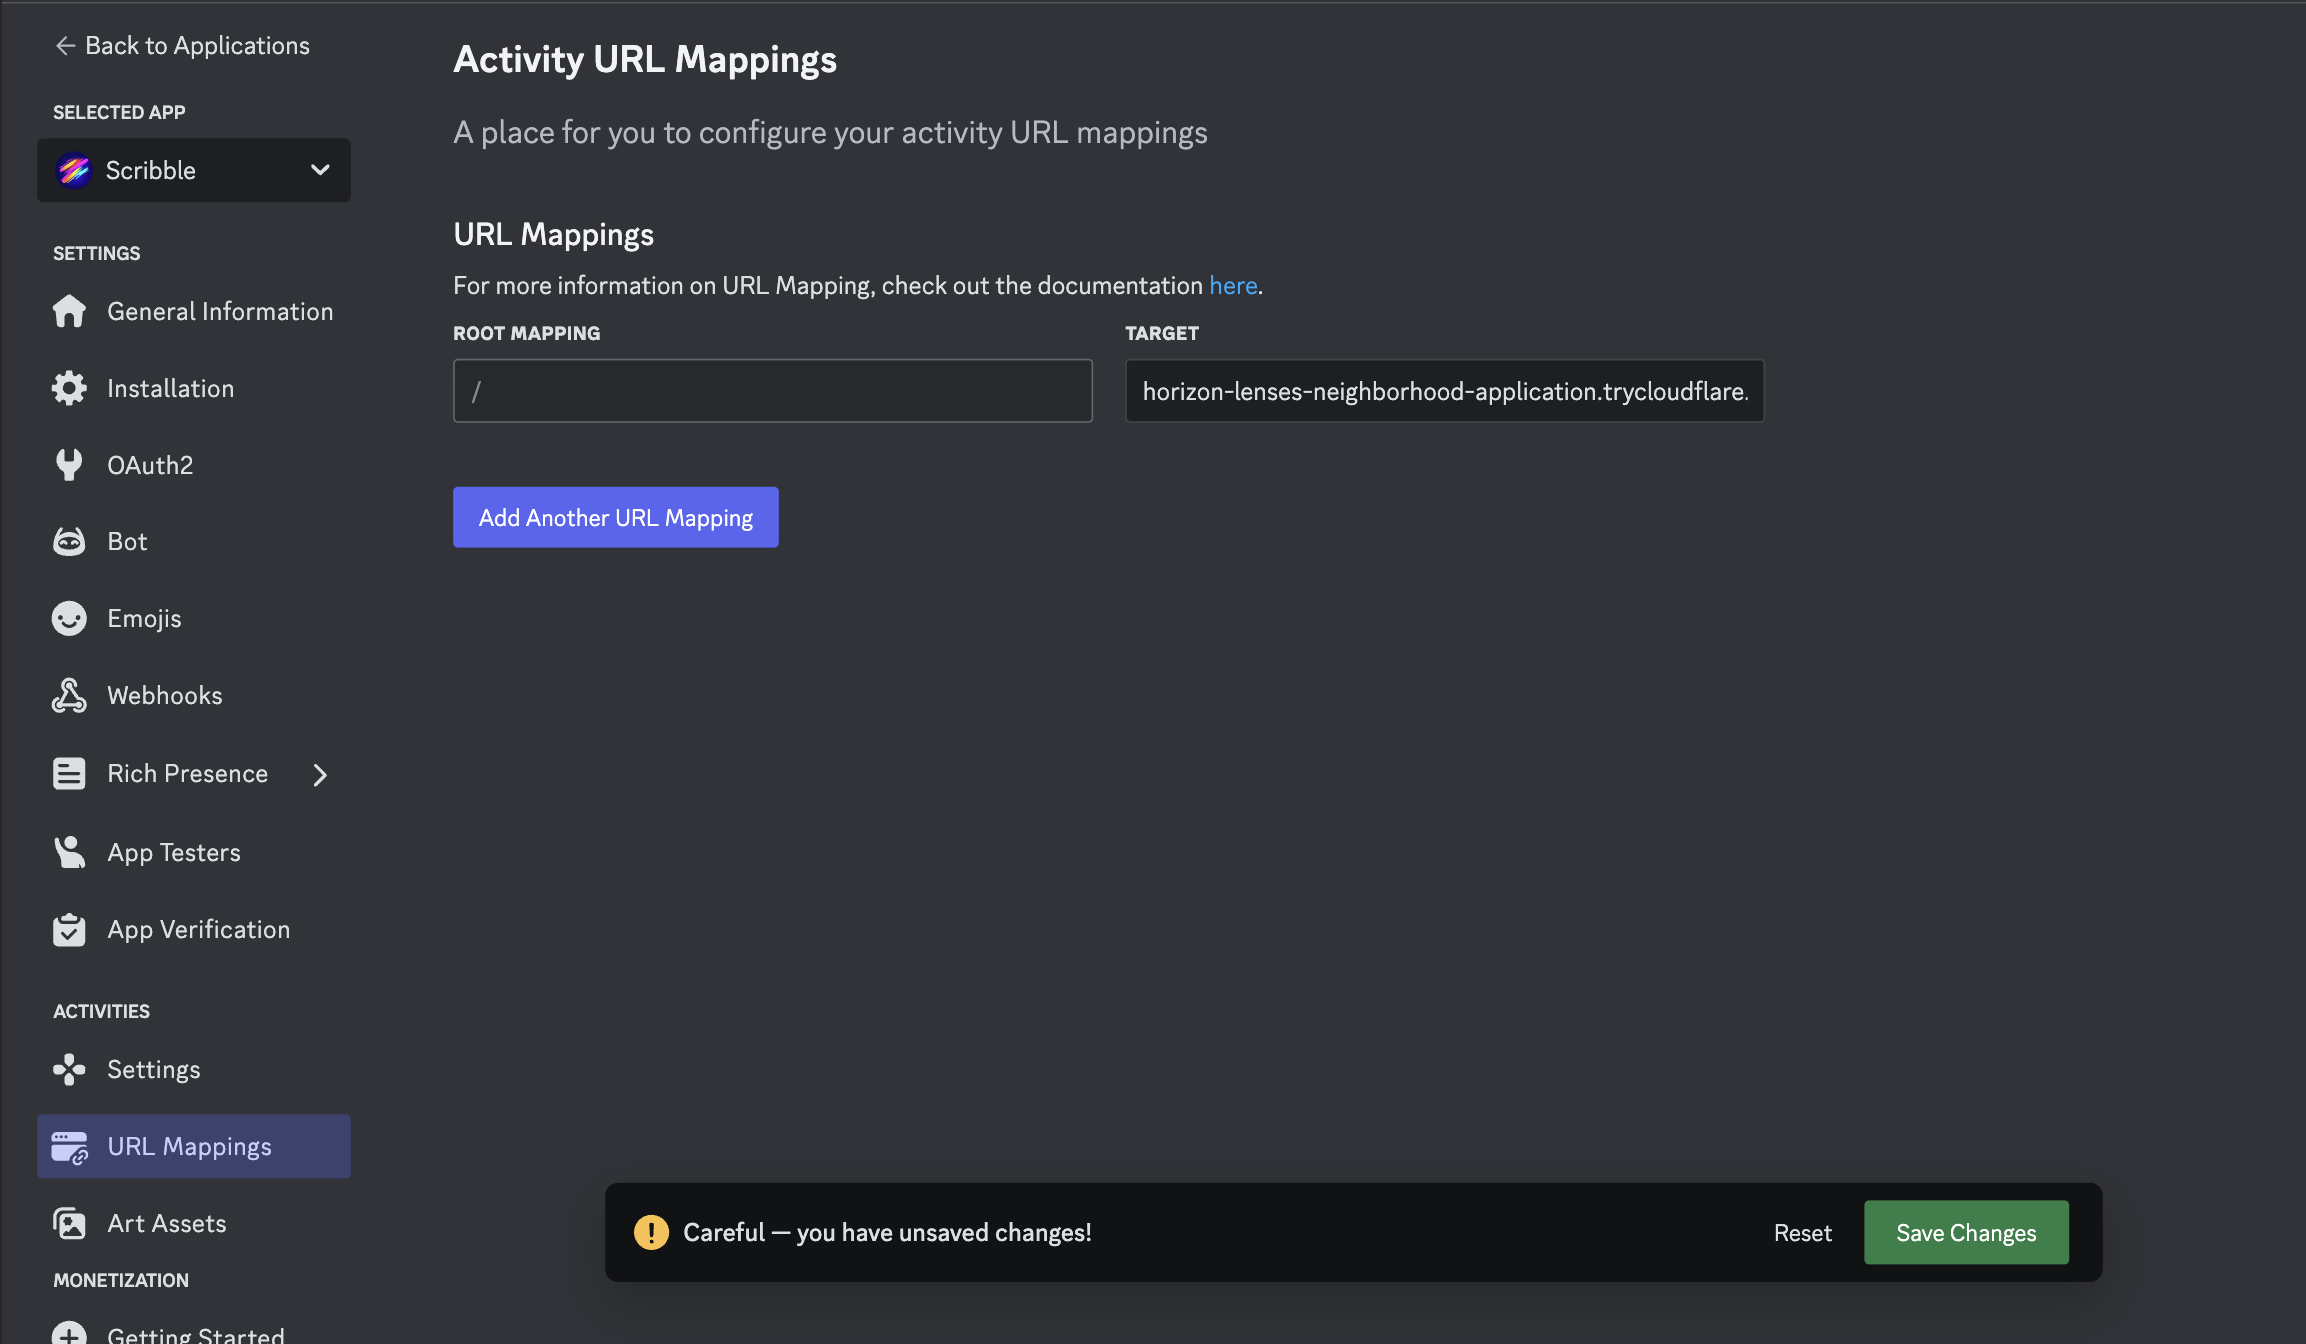 Back to Applications
SELECTED APP
Scribble
SETTINGS
General Information
Installation
OAuth2
Bot
Emojis
Webhooks
Rich Presence
App Testers
App Verification
ACTIVITIES
Settings
URL Mappings
Art Assets
MONETIZATION
Getting Started
Activity URL Mappings
A place for you to configure your activity URL mappings
URL Mappings
For more information on URL Mapping, check out the documentation here.
ROOT MAPPING
/
TARGET
horizon-lenses-neighborhood-application.trycloudflare.
Add Another URL Mapping
Careful — you have unsaved changes!
Reset
Save Changes